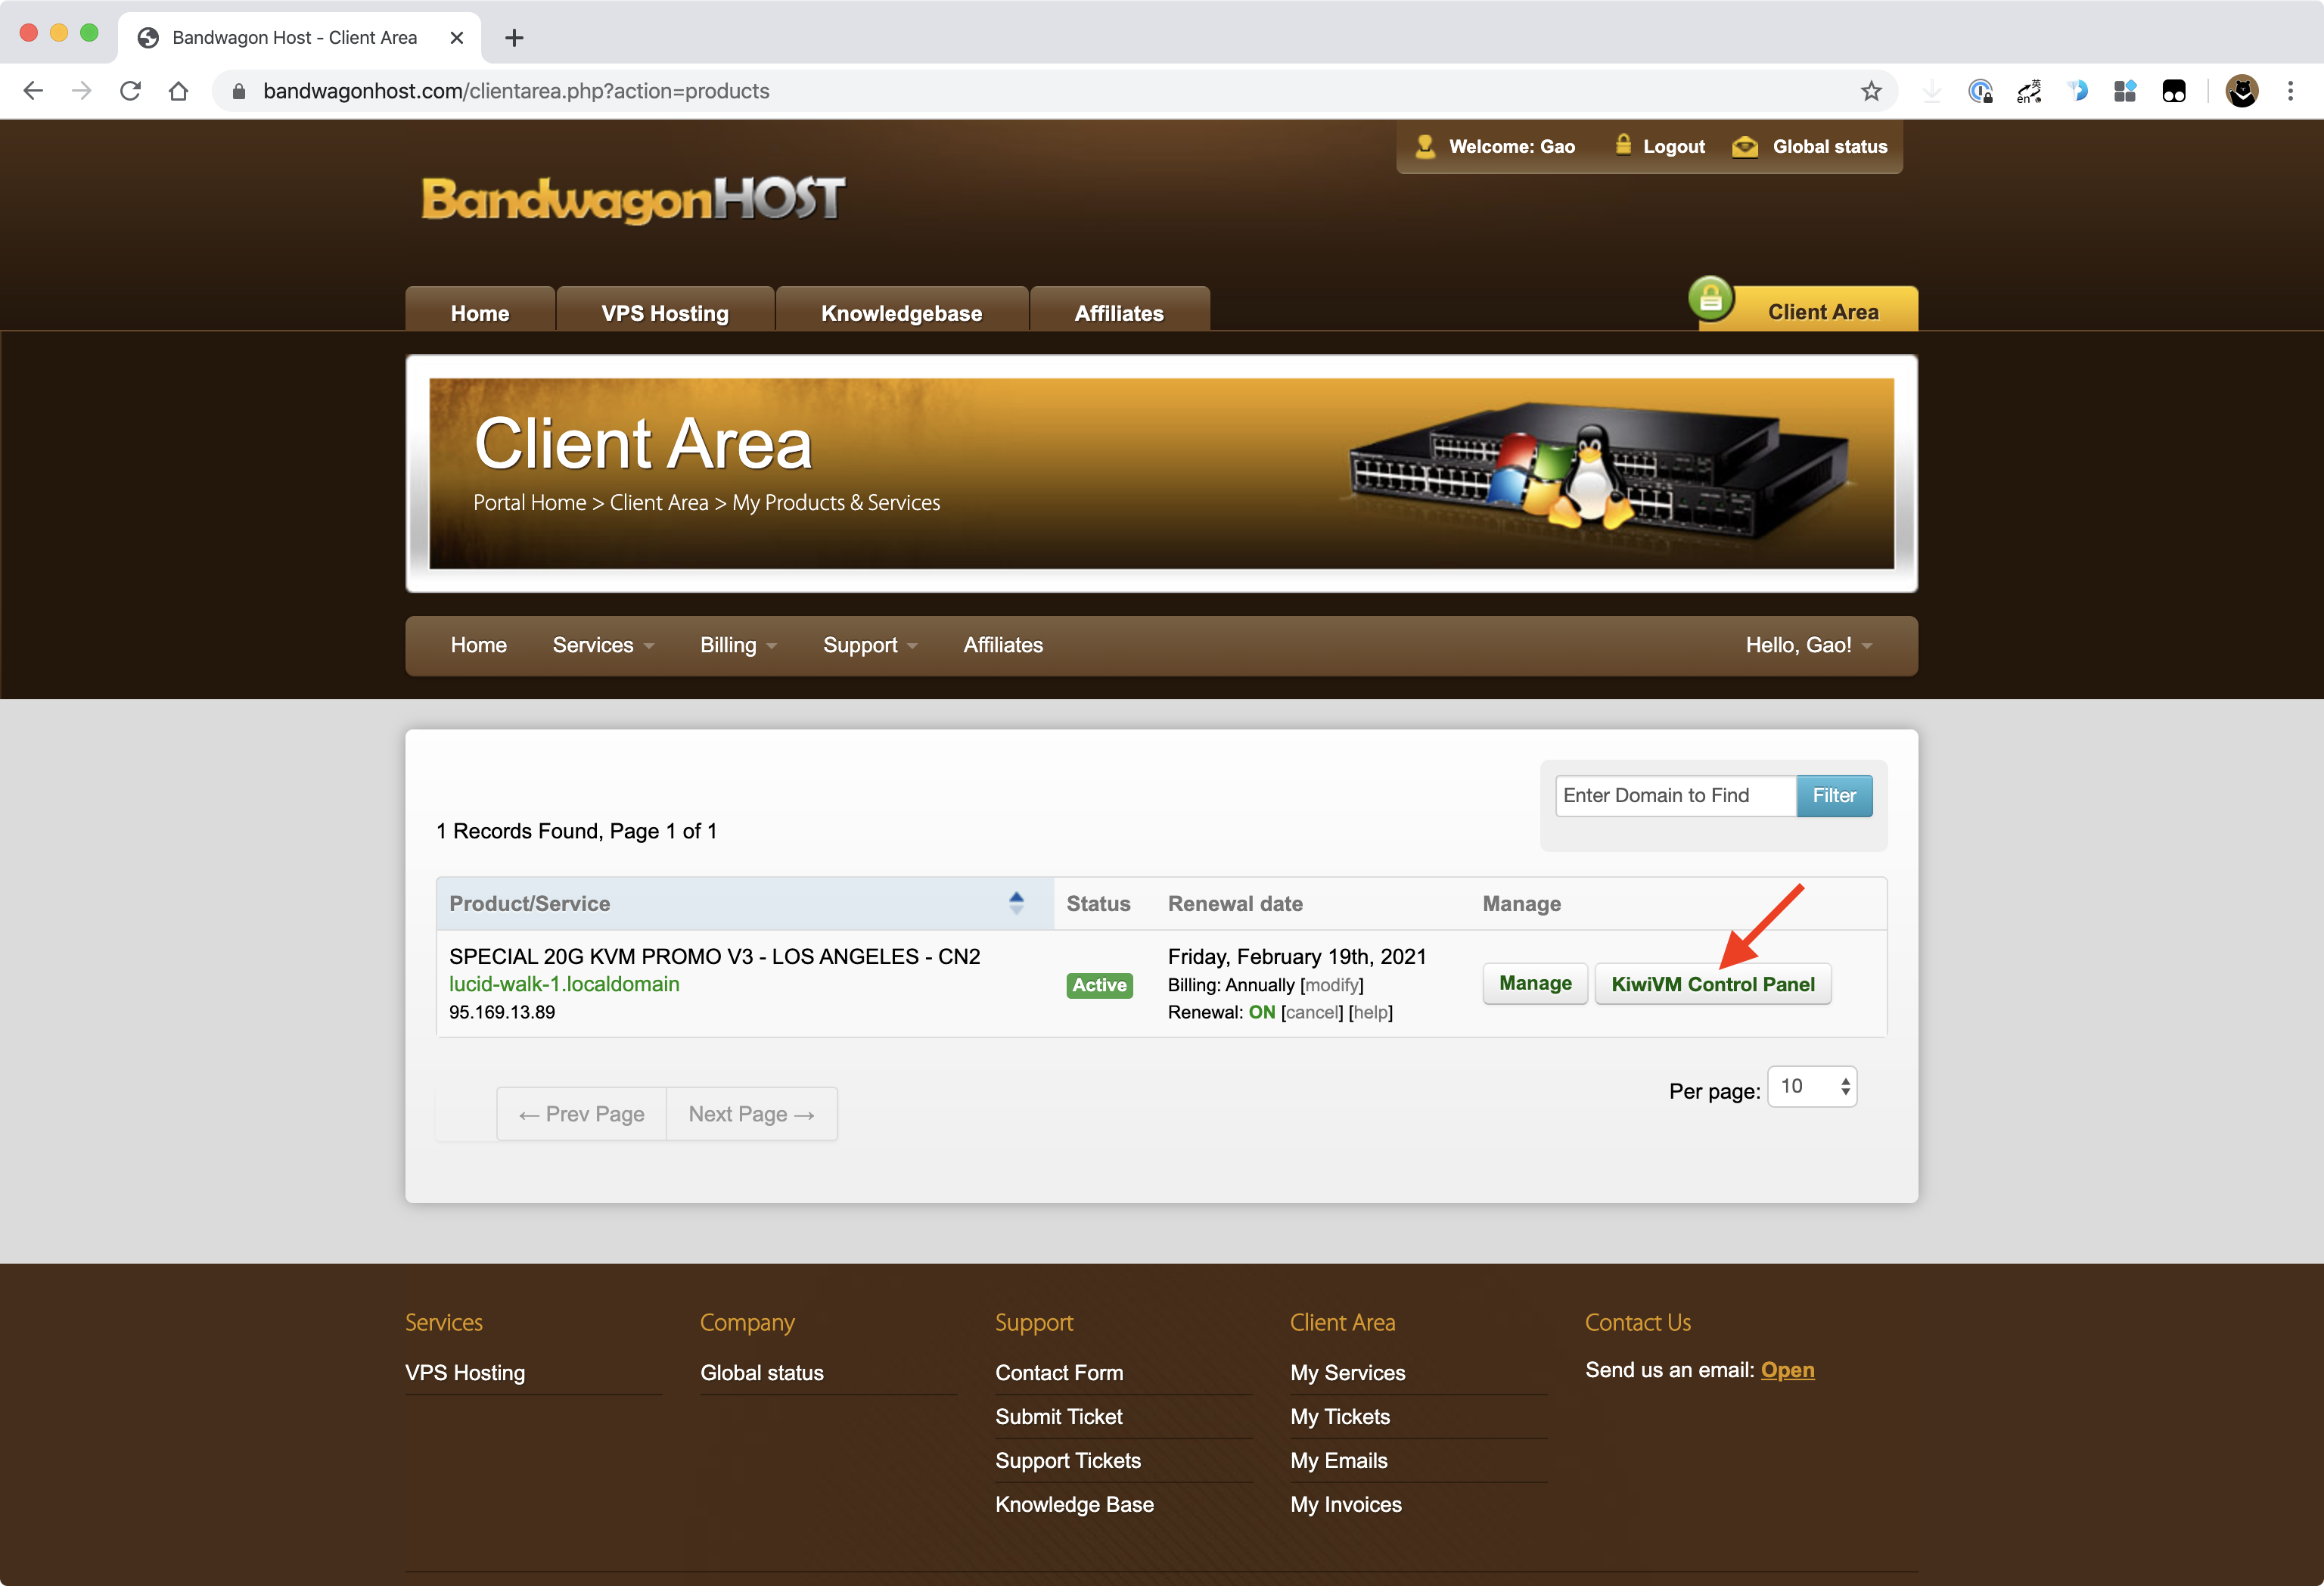 Bandwagon Host - Client Area
bandwagonhost.com/clientarea.php?action=products
英
en
Welcome: Gao
Logout
Global status
BandwagonHOST
Home
VPS Hosting
Knowledgebase
Affiliates
Client Area
Client Area
Portal Home > Client Area > My Products & Services
Home
Services
Billing
Support
Affiliates
Hello, Gao!
Enter Domain to Find
Filter
1 Records Found, Page 1 of 1
Product/Service
Status
Renewal date
Manage
SPECIAL 20G KVM PROMO V3 - LOS ANGELES - CN2
lucid-walk-1.localdomain
95.169.13.89
Active
Friday, February 19th, 2021
Billing: Annually [modify]
Renewal: ON [cancel] [help]
Manage
KiwiVM Control Panel
← Prev Page
Next Page →
Per page: 10
Services
VPS Hosting
Company
Global status
Support
Contact Form
Submit Ticket
Support Tickets
Knowledge Base
Client Area
My Services
My Tickets
My Emails
My Invoices
Contact Us
Send us an email: Open